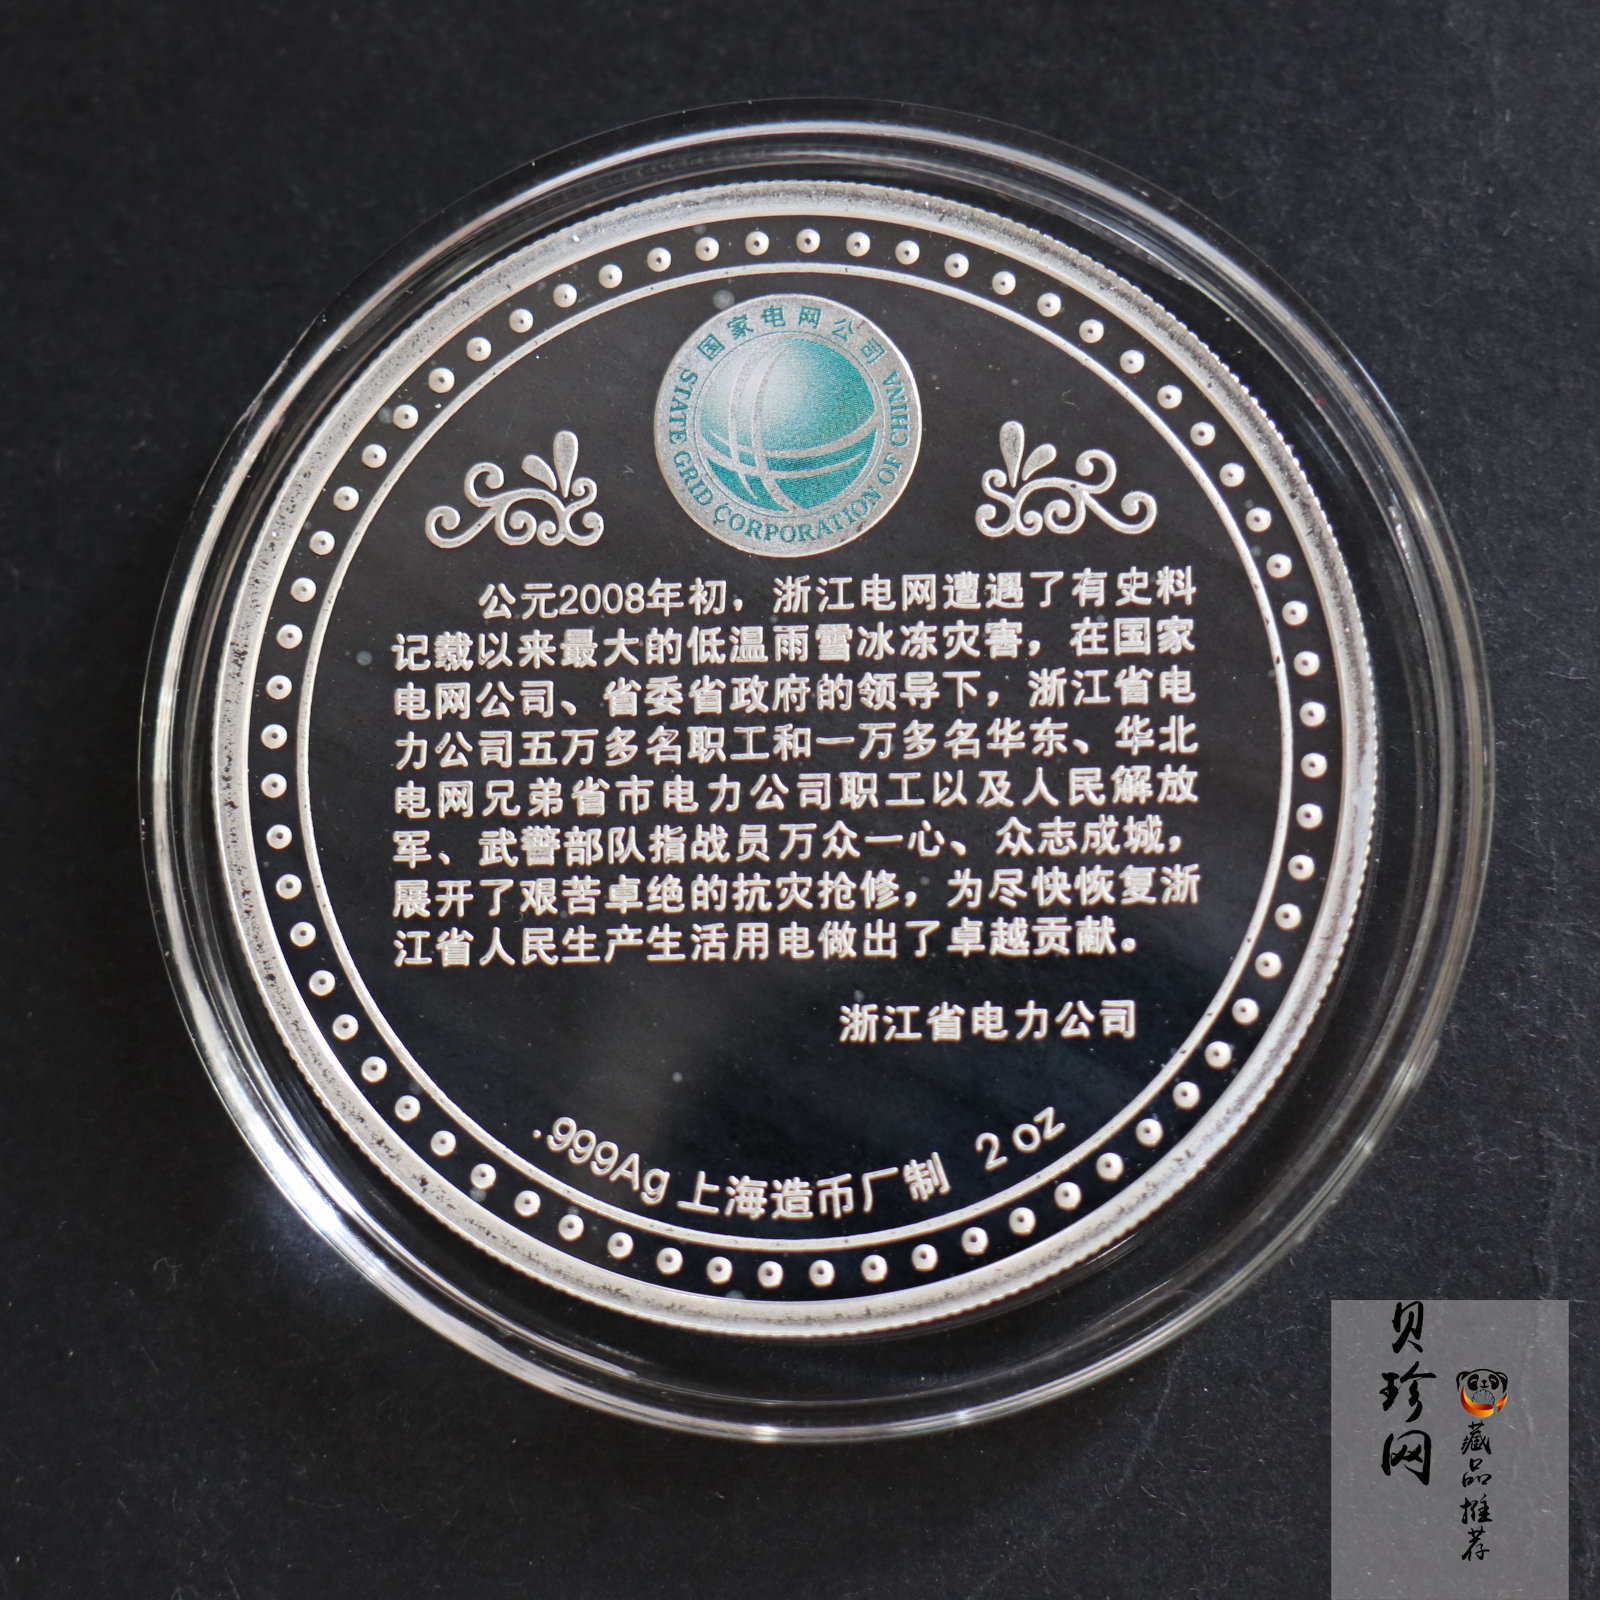 国家电网公司
STATE GRID CORPORATION OF CHINA
公元2008年初，浙江电网遭遇了有史料
记载以来最大的低温雨雪冰冻灾害，在国家
电网公司、省委省政府的领导下，浙江省电
力公司五万多名职工和一万多名华东、华北
电网兄弟省市电力公司职工以及人民解放
军、武警部队指战员万众一心、众志成城，
展开了艰苦卓绝的抗灾抢修，为尽快恢复浙
江省人民生产生活用电做出了卓越贡献。
浙江省电力公司
.999Ag 上海造币厂制 2 oz
贝珍网
藏品推荐